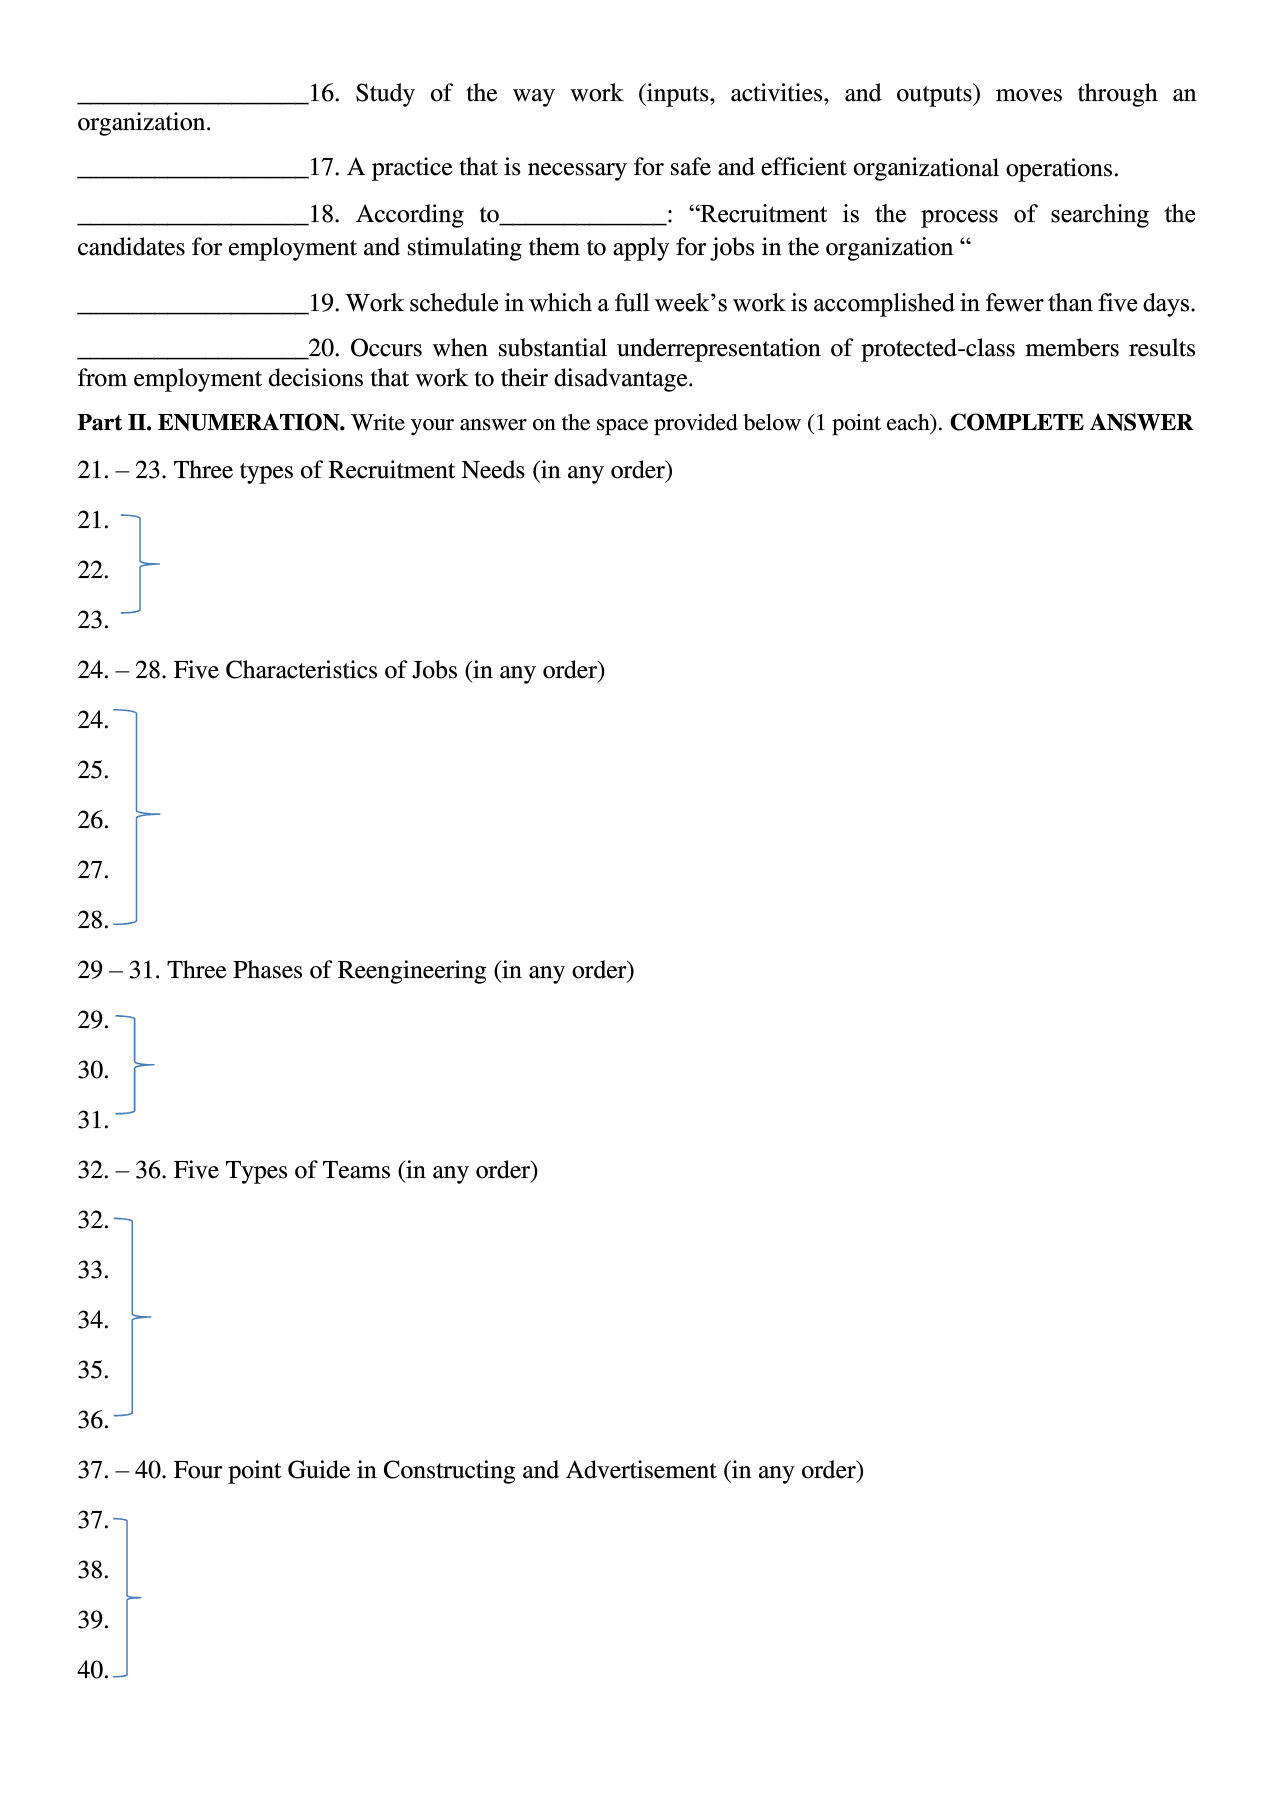 __________________16. Study of the way work (inputs, activities, and outputs) moves through an
organization.
__________________17. A practice that is necessary for safe and efficient organizational operations.
__________________18. According to_____________: “Recruitment is the process of searching the
candidates for employment and stimulating them to apply for jobs in the organization “
__________________19. Work schedule in which a full week’s work is accomplished in fewer than five days.
__________________20. Occurs when substantial underrepresentation of protected-class members results
from employment decisions that work to their disadvantage.
Part II. ENUMERATION. Write your answer on the space provided below (1 point each). COMPLETE ANSWER
21. – 23. Three types of Recruitment Needs (in any order)
21.
22.
23.
24. – 28. Five Characteristics of Jobs (in any order)
24.
25.
26.
27.
28.
29 – 31. Three Phases of Reengineering (in any order)
29.
30.
31.
32. – 36. Five Types of Teams (in any order)
32.
33.
34.
35.
36.
37. – 40. Four point Guide in Constructing and Advertisement (in any order)
37.
38.
39.
40.